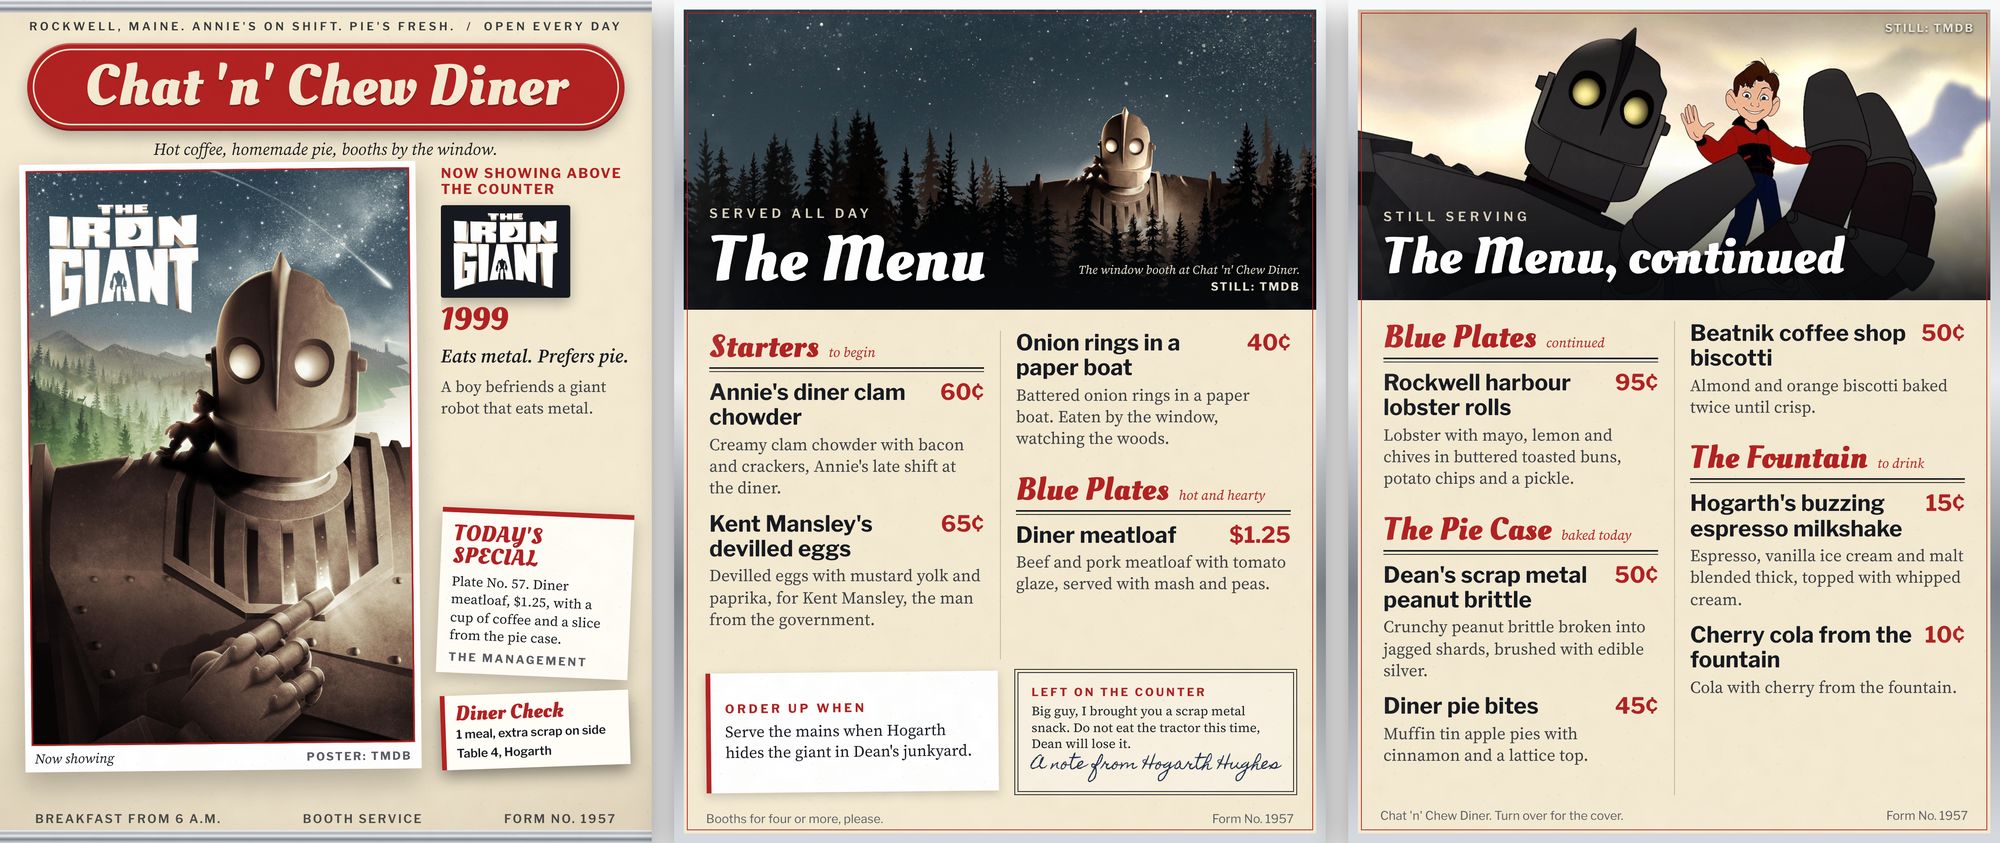 ROCKWELL, MAINE. ANNIE'S ON SHIFT. PIE'S FRESH. / OPEN EVERY DAY
Chat 'n' Chew Diner
Hot coffee, homemade pie, booths by the window.
THE
IRON
GIANT
Now showing
POSTER: TMDB
NOW SHOWING ABOVE
THE COUNTER
THE
IRON
GIANT
1999
Eats metal. Prefers pie.
A boy befriends a giant
robot that eats metal.
TODAY'S
SPECIAL
Plate No. 57. Diner
meatloaf, $1.25, with a
cup of coffee and a slice
from the pie case.
THE MANAGEMENT
Diner Check
1 meal, extra scrap on side
Table 4, Hogarth
BREAKFAST FROM 6 A.M.
BOOTH SERVICE
FORM NO. 1957
SERVED ALL DAY
The Menu
The window booth at Chat 'n' Chew Diner.
STILL: TMDB
Starters to begin
Annie's diner clam 60¢
chowder
Creamy clam chowder with bacon
and crackers, Annie's late shift at
the diner.
Kent Mansley's 65¢
devilled eggs
Devilled eggs with mustard yolk and
paprika, for Kent Mansley, the man
from the government.
Onion rings in a 40¢
paper boat
Battered onion rings in a paper
boat. Eaten by the window,
watching the woods.
Blue Plates hot and hearty
Diner meatloaf $1.25
Beef and pork meatloaf with tomato
glaze, served with mash and peas.
ORDER UP WHEN
Serve the mains when Hogarth
hides the giant in Dean's junkyard.
LEFT ON THE COUNTER
Big guy, I brought you a scrap metal
snack. Do not eat the tractor this time,
Dean will lose it.
A note from Hogarth Hughes
Booths for four or more, please.
Form No. 1957
STILL: TMDB
STILL SERVING
The Menu, continued
Blue Plates continued
Rockwell harbour 95¢
lobster rolls
Lobster with mayo, lemon and
chives in buttered toasted buns,
potato chips and a pickle.
The Pie Case baked today
Dean's scrap metal 50¢
peanut brittle
Crunchy peanut brittle broken into
jagged shards, brushed with edible
silver.
Diner pie bites 45¢
Muffin tin apple pies with
cinnamon and a lattice top.
Beatnik coffee shop 50¢
biscotti
Almond and orange biscotti baked
twice until crisp.
The Fountain to drink
Hogarth's buzzing 15¢
espresso milkshake
Espresso, vanilla ice cream and malt
blended thick, topped with whipped
cream.
Cherry cola from the 10¢
fountain
Cola with cherry from the fountain.
Chat 'n' Chew Diner. Turn over for the cover.
Form No. 1957